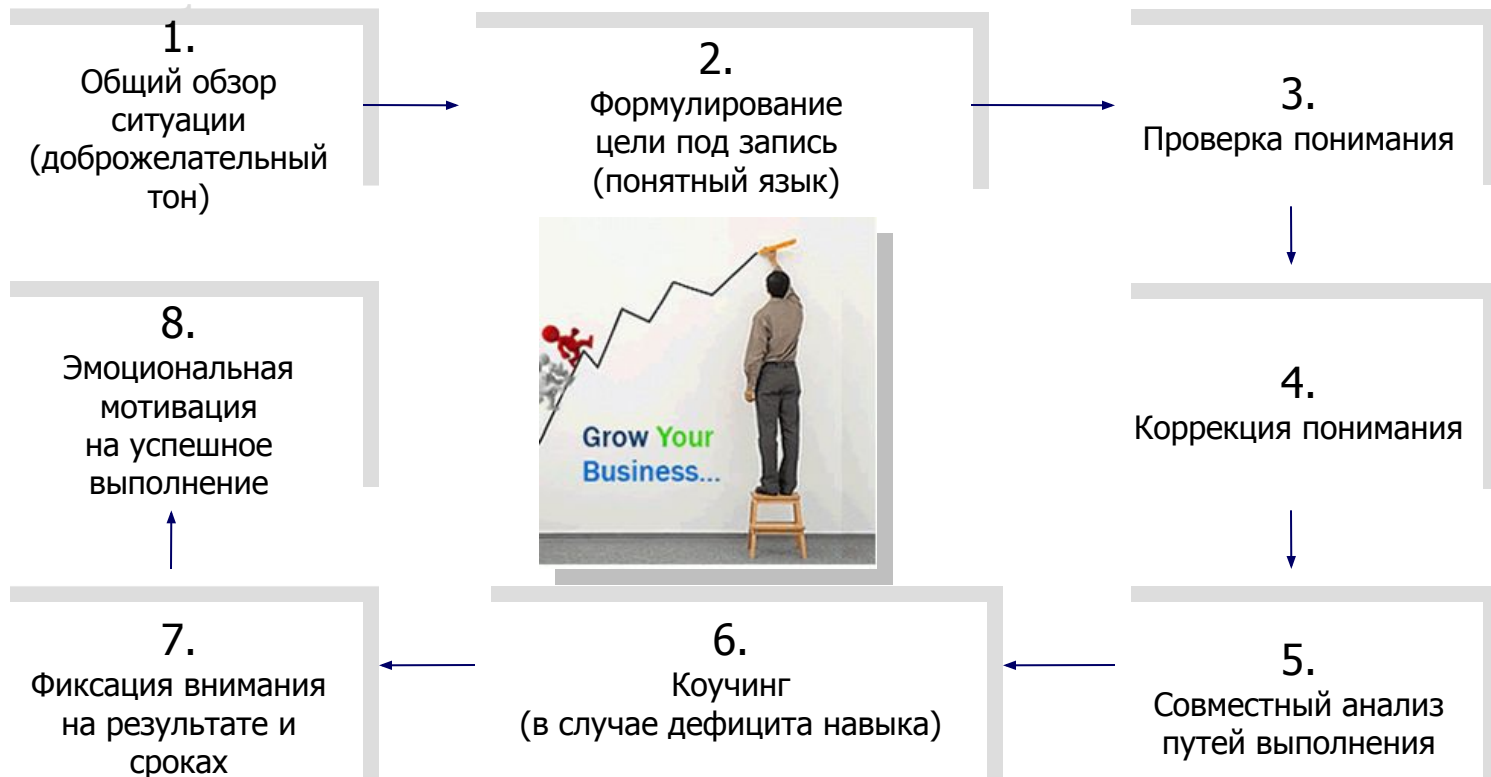 1.
Общий обзор
ситуации
(доброжелательный
тон)
2.
Формулирование
цели под запись
(понятный язык)
3.
Проверка понимания
4.
Коррекция понимания
5.
Совместный анализ
путей выполнения
6.
Коучинг
(в случае дефицита навыка)
7.
Фиксация внимания
на результате и
сроках
8.
Эмоциональная
мотивация
на успешное
выполнение
Grow Your
Business...